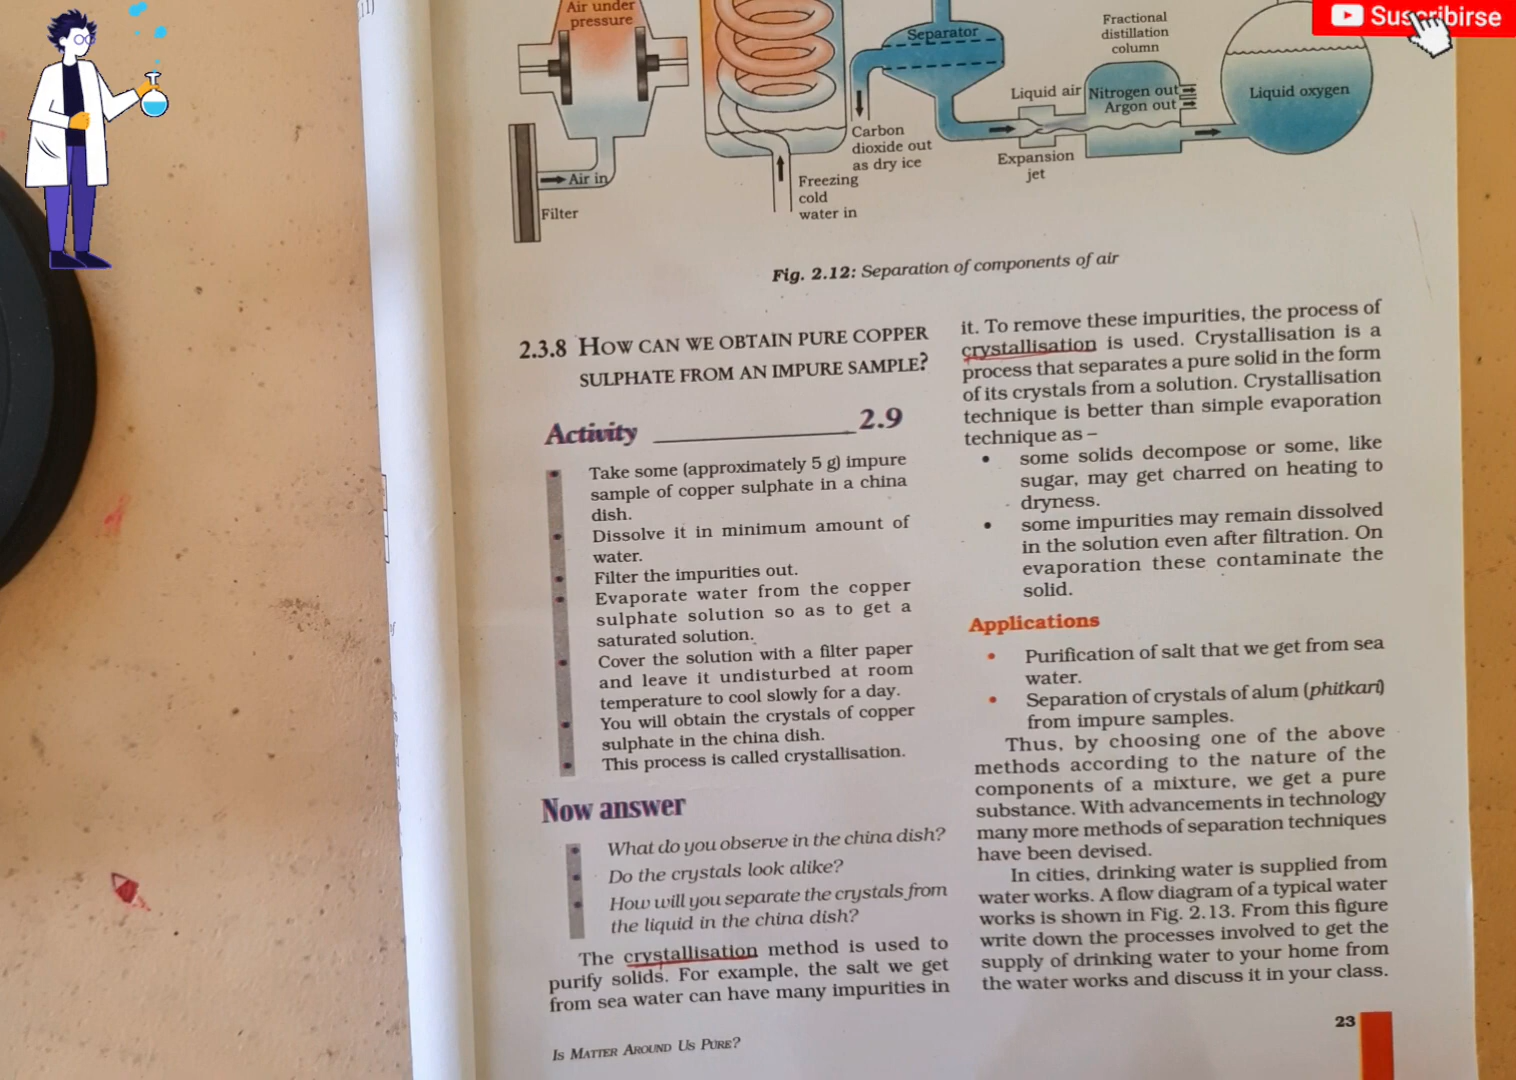 Air under
pressure
Air in
Filter
Freezing
cold
water in
Carbon
dioxide out
as dry ice
Separator
Liquid air
Expansion
jet
Fractional
distillation
column
Nitrogen out
Argon out
Liquid oxygen
Suscribirse
Fig. 2.12: Separation of components of air
2.3.8 HOW CAN WE OBTAIN PURE COPPER
SULPHATE FROM AN IMPURE SAMPLE?
Activity 2.9
• Take some (approximately 5 g) impure
sample of copper sulphate in a china
dish.
• Dissolve it in minimum amount of
water.
• Filter the impurities out.
• Evaporate water from the copper
sulphate solution so as to get a
saturated solution.
• Cover the solution with a filter paper
and leave it undisturbed at room
temperature to cool slowly for a day.
• You will obtain the crystals of copper
sulphate in the china dish.
• This process is called crystallisation.
Now answer
• What do you observe in the china dish?
• Do the crystals look alike?
• How will you separate the crystals from
the liquid in the china dish?
The crystallisation method is used to
purify solids. For example, the salt we get
from sea water can have many impurities in
it. To remove these impurities, the process of
crystallisation is used. Crystallisation is a
process that separates a pure solid in the form
of its crystals from a solution. Crystallisation
technique is better than simple evaporation
technique as –
• some solids decompose or some, like
sugar, may get charred on heating to
dryness.
• some impurities may remain dissolved
in the solution even after filtration. On
evaporation these contaminate the
solid.
Applications
• Purification of salt that we get from sea
water.
• Separation of crystals of alum (phitkari)
from impure samples.
Thus, by choosing one of the above
methods according to the nature of the
components of a mixture, we get a pure
substance. With advancements in technology
many more methods of separation techniques
have been devised.
In cities, drinking water is supplied from
water works. A flow diagram of a typical water
works is shown in Fig. 2.13. From this figure
write down the processes involved to get the
supply of drinking water to your home from
the water works and discuss it in your class.
IS MATTER AROUND US PURE?
23